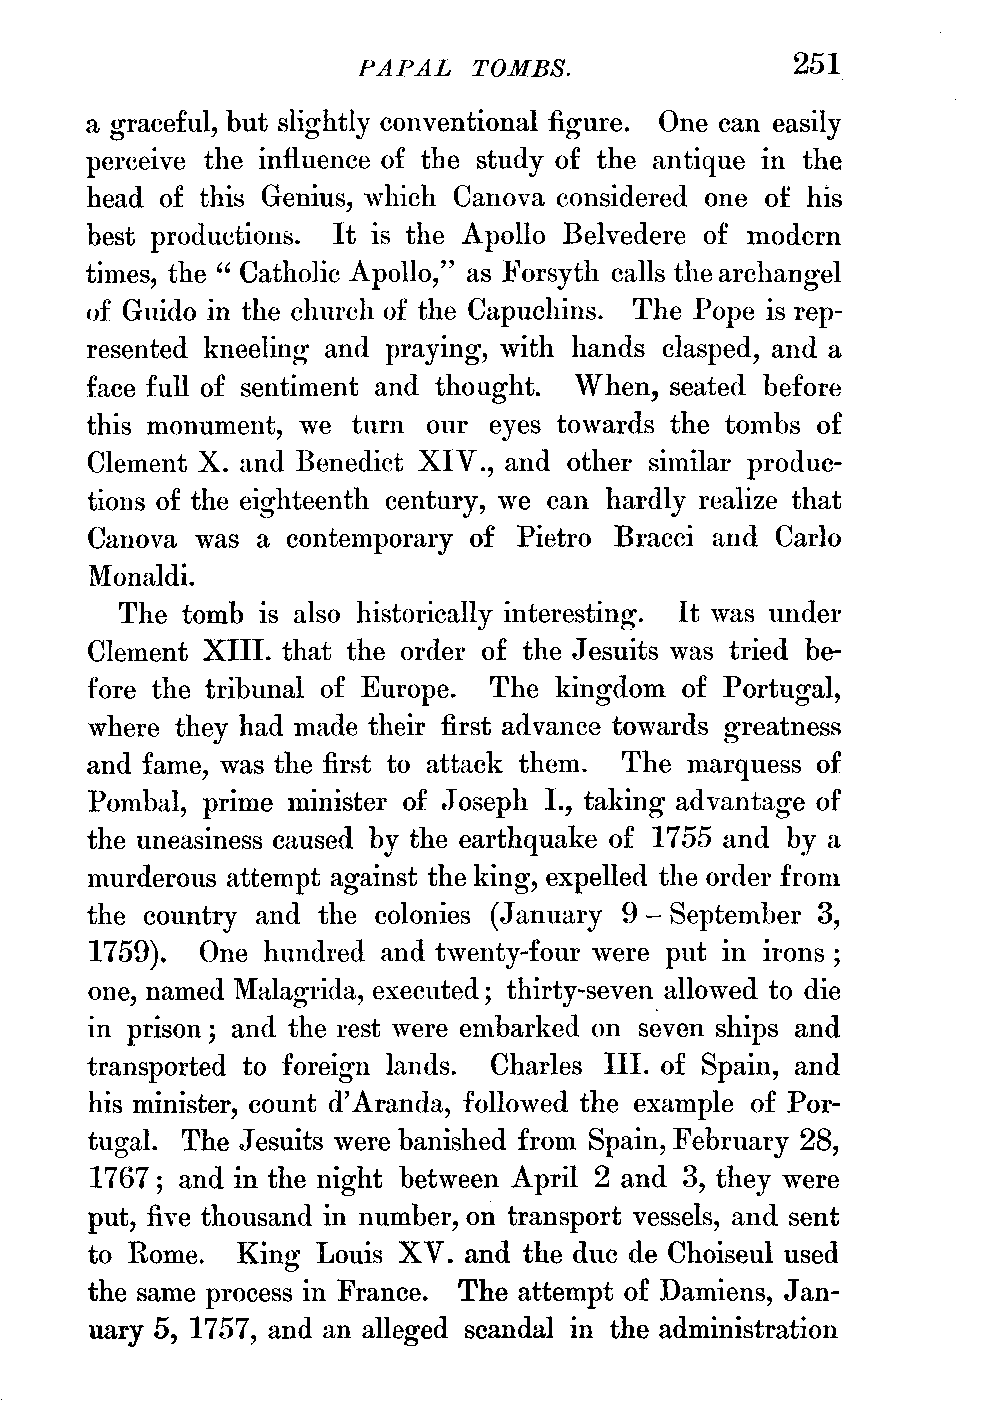 PAPAL TOMBS. 251
a graceful, but slightly conventional figure. One can easily
perceive the influence of the study of the antique in the
head of this Genius, which Canova considered one of his
best productions. It is the Apollo Belvedere of modern
times, the “ Catholic Apollo,” as Forsyth calls the archangel
of Guido in the church of the Capuchins. The Pope is rep-
resented kneeling and praying, with hands clasped, and a
face full of sentiment and thought. When, seated before
this monument, we turn our eyes towards the tombs of
Clement X. and Benedict XIV., and other similar produc-
tions of the eighteenth century, we can hardly realize that
Canova was a contemporary of Pietro Bracci and Carlo
Monaldi.
The tomb is also historically interesting. It was under
Clement XIII. that the order of the Jesuits was tried be-
fore the tribunal of Europe. The kingdom of Portugal,
where they had made their first advance towards greatness
and fame, was the first to attack them. The marquess of
Pombal, prime minister of Joseph I., taking advantage of
the uneasiness caused by the earthquake of 1755 and by a
murderous attempt against the king, expelled the order from
the country and the colonies (January 9 – September 3,
1759). One hundred and twenty-four were put in irons ;
one, named Malagrida, executed ; thirty-seven allowed to die
in prison ; and the rest were embarked on seven ships and
transported to foreign lands. Charles III. of Spain, and
his minister, count d’Aranda, followed the example of Por-
tugal. The Jesuits were banished from Spain, February 28,
1767 ; and in the night between April 2 and 3, they were
put, five thousand in number, on transport vessels, and sent
to Rome. King Louis XV. and the duc de Choiseul used
the same process in France. The attempt of Damiens, Jan-
uary 5, 1757, and an alleged scandal in the administration